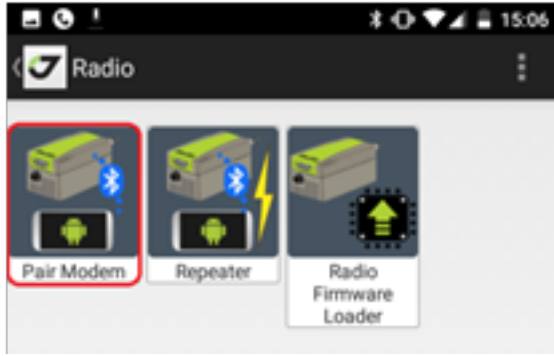 15:06
Radio
Pair Modem
Repeater
Radio
Firmware
Loader